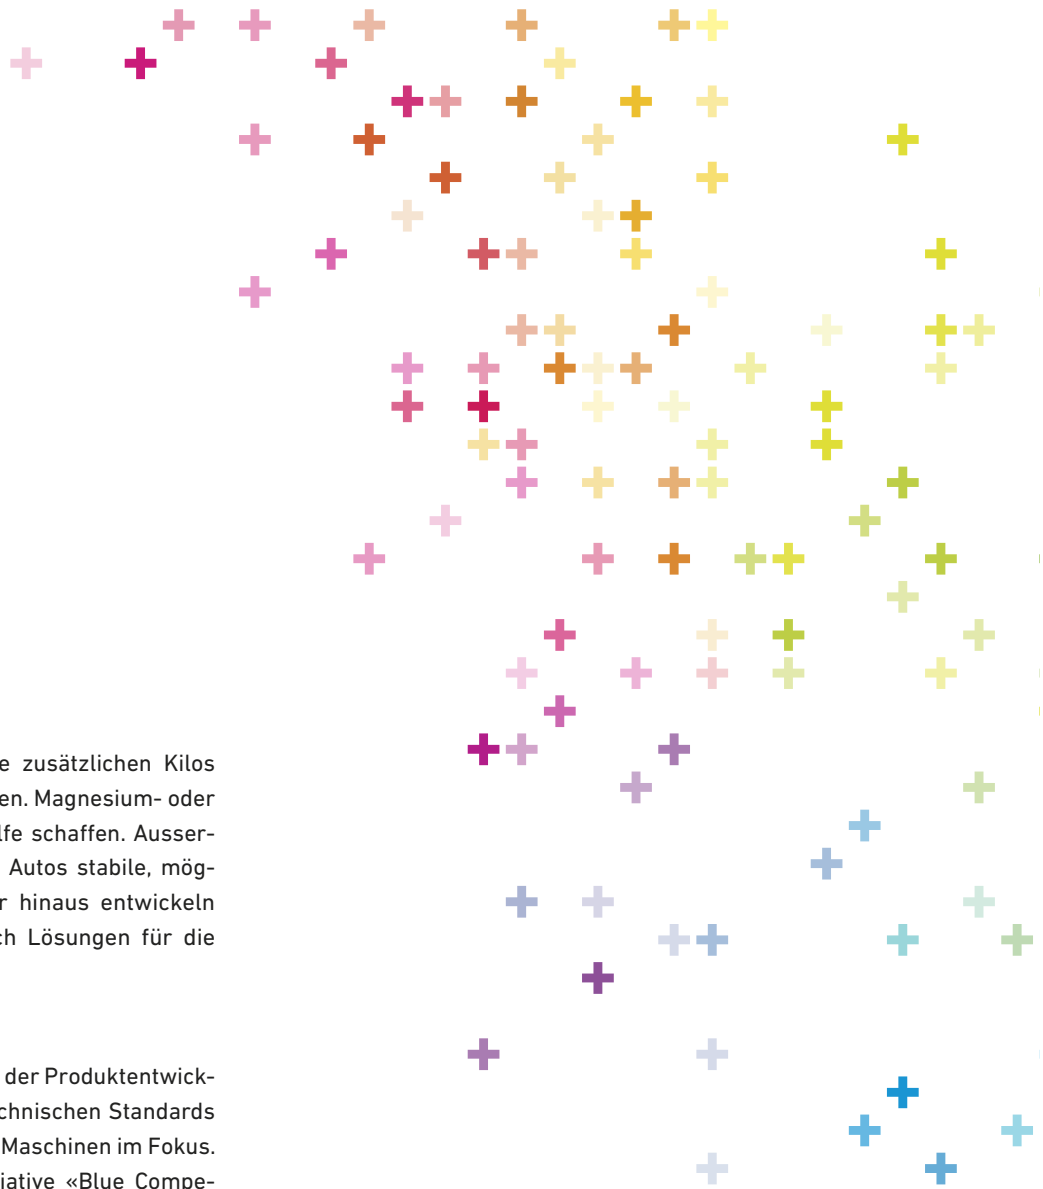 e zusätzlichen Kilos
en. Magnesium- oder
lfe schaffen. Ausser-
Autos stabile, mög-
r hinaus entwickeln
ch Lösungen für die
der Produktentwick-
chnischen Standards
Maschinen im Fokus.
iative «Blue Compe-